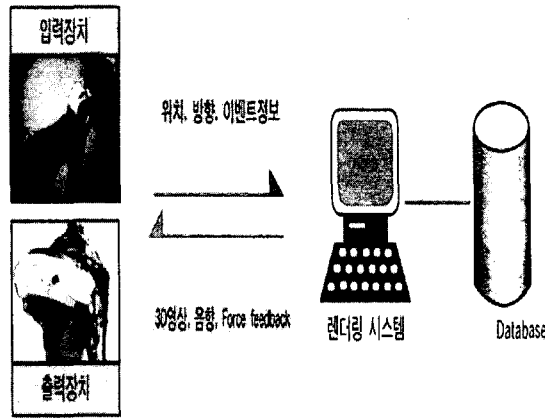 입력장치
위치, 방향, 이벤트정보
3D영상, 음향, Force feedback
렌더링 시스템
Database
출력장치